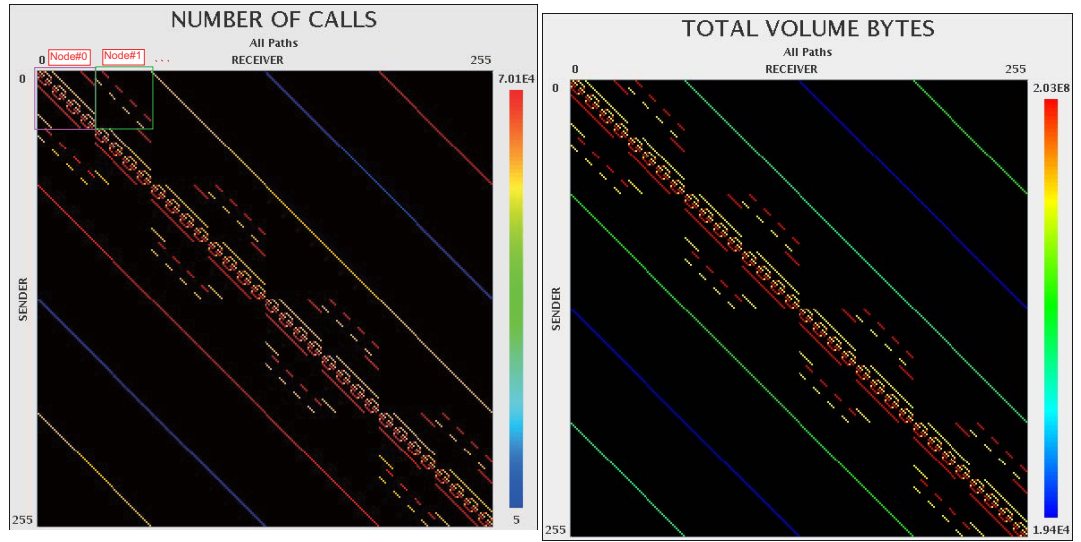 NUMBER OF CALLS
All Paths
RECEIVER
0
255
Node#0
Node#1
...
0
SENDER
255
7.01E4
5
TOTAL VOLUME BYTES
All Paths
RECEIVER
0
255
0
SENDER
255
2.03E8
1.94E4